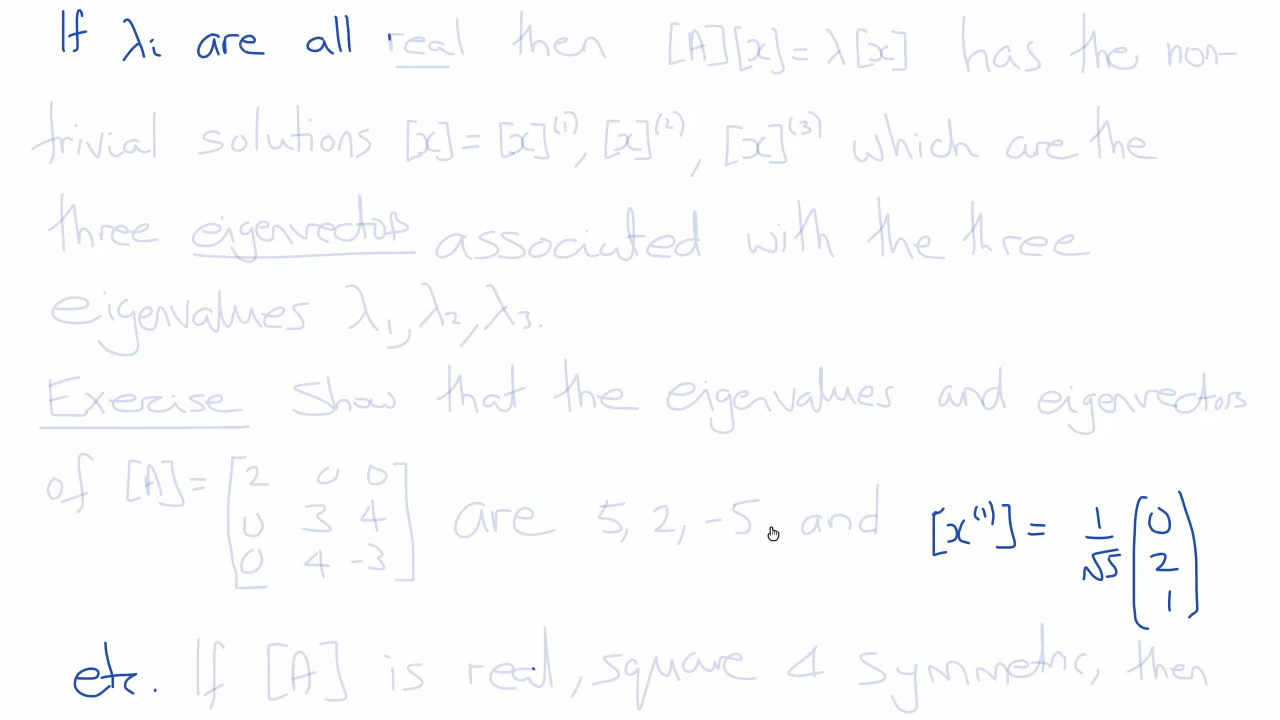 If λi are all real then [A][x] = λ[x] has the non-
trivial solutions [x] = [x]⁽¹⁾, [x]⁽²⁾, [x]⁽³⁾ which are the
three eigenvectors associated with the three
eigenvalues λ₁, λ₂, λ₃.
Exercise Show that the eigenvalues and eigenvectors
of [A] = [2 0 0; 0 3 4; 0 4 -3] are 5, 2, -5 and [x⁽¹⁾] = 1/√5 (0 2 1)
etc. If [A] is real, square & symmetric, then